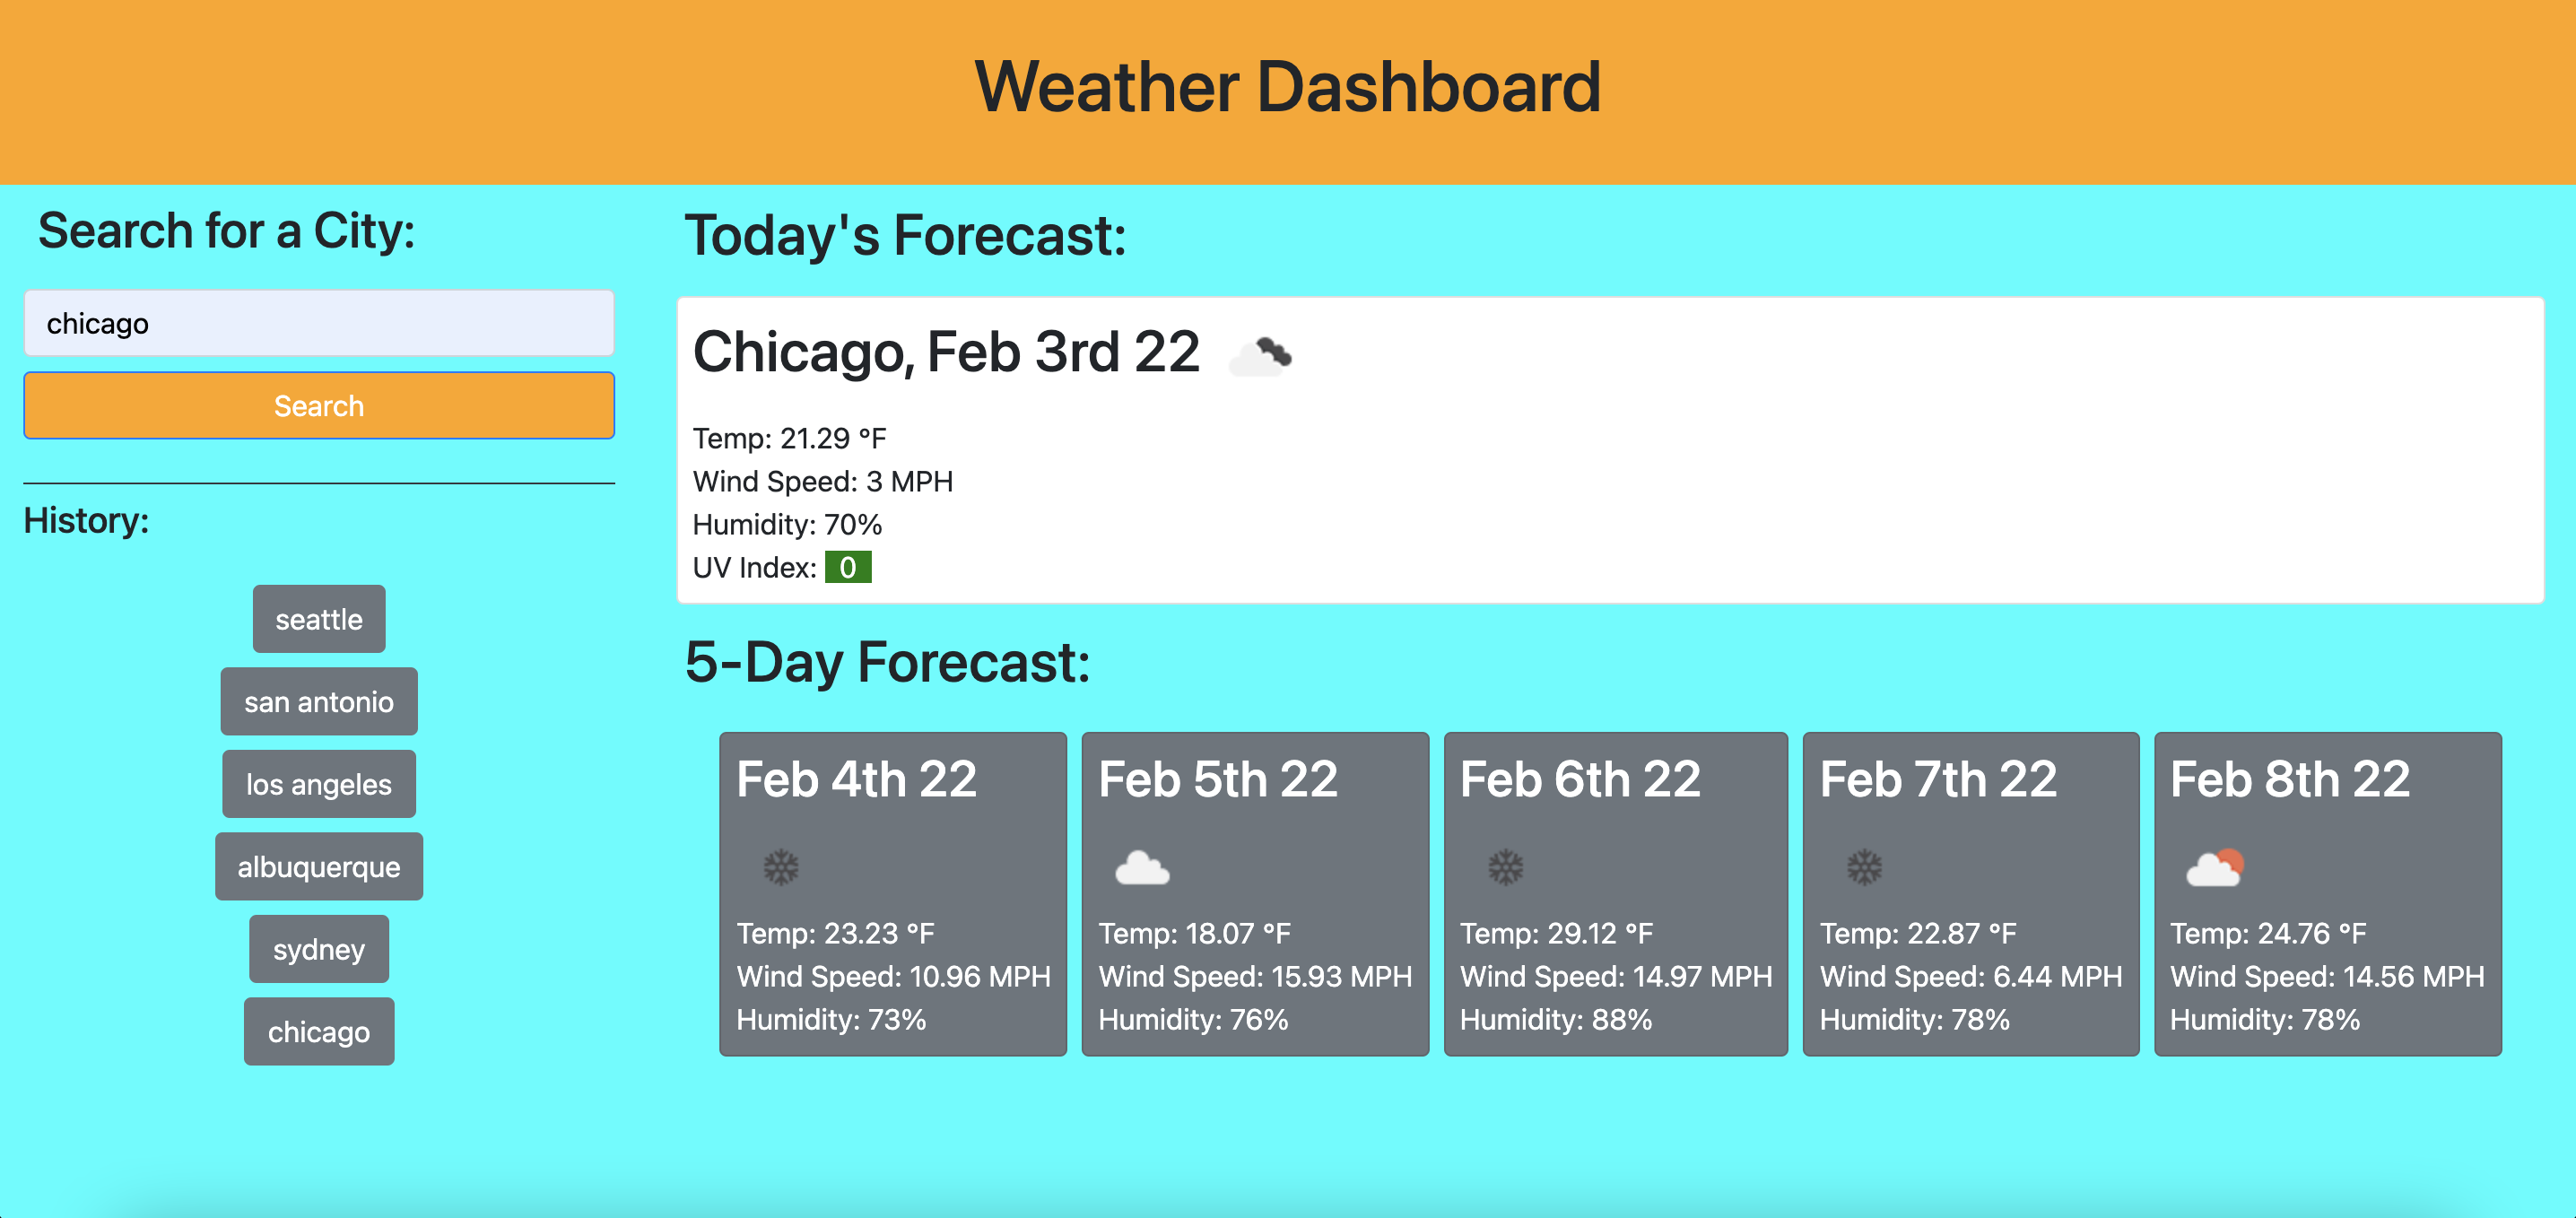 Weather Dashboard
Search for a City:
chicago
Search
History:
seattle
san antonio
los angeles
albuquerque
sydney
chicago
Today's Forecast:
Chicago, Feb 3rd 22
Temp: 21.29 °F
Wind Speed: 3 MPH
Humidity: 70%
UV Index: 0
5-Day Forecast:
Feb 4th 22
Temp: 23.23 °F
Wind Speed: 10.96 MPH
Humidity: 73%
Feb 5th 22
Temp: 18.07 °F
Wind Speed: 15.93 MPH
Humidity: 76%
Feb 6th 22
Temp: 29.12 °F
Wind Speed: 14.97 MPH
Humidity: 88%
Feb 7th 22
Temp: 22.87 °F
Wind Speed: 6.44 MPH
Humidity: 78%
Feb 8th 22
Temp: 24.76 °F
Wind Speed: 14.56 MPH
Humidity: 78%